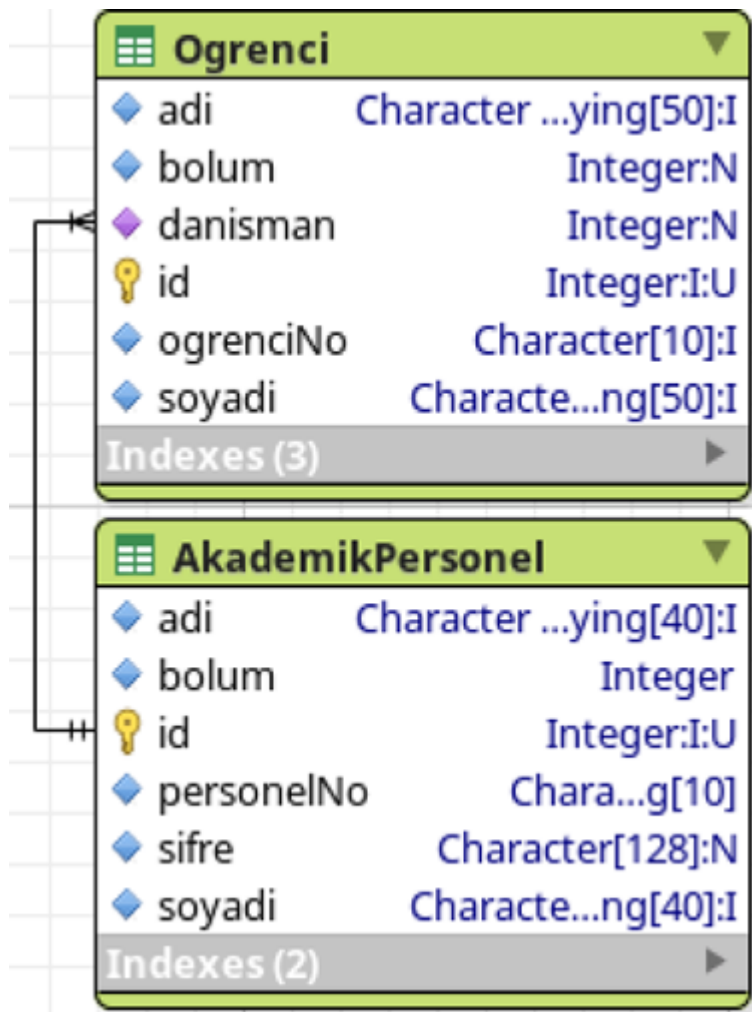 Ogrenci
adi Character ...ying[50]:I
bolum Integer:N
danisman Integer:N
id Integer:I:U
ogrenciNo Character[10]:I
soyadi Characte...ng[50]:I
Indexes (3)
AkademikPersonel
adi Character ...ying[40]:I
bolum Integer
id Integer:I:U
personelNo Chara...g[10]
sifre Character[128]:N
soyadi Characte...ng[40]:I
Indexes (2)